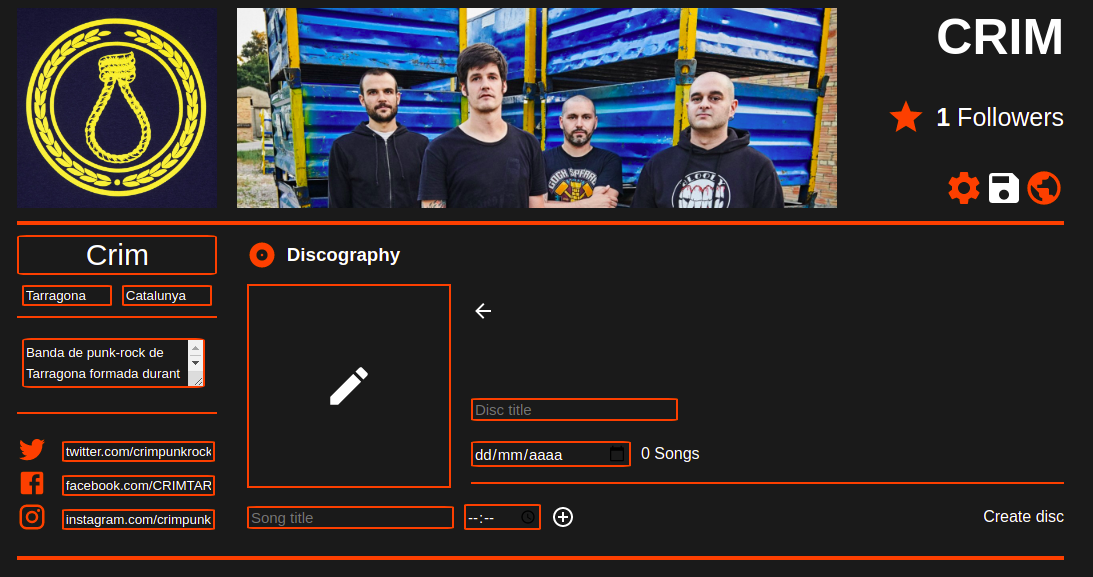 CRIM
1 Followers
Crim
Tarragona Catalunya
Banda de punk-rock de
Tarragona formada durant
twitter.com/crimpunkrock
facebook.com/CRIMTAR
instagram.com/crimpunk
Discography
Disc title
dd/mm/aaaa 0 Songs
Song title --:--
Create disc